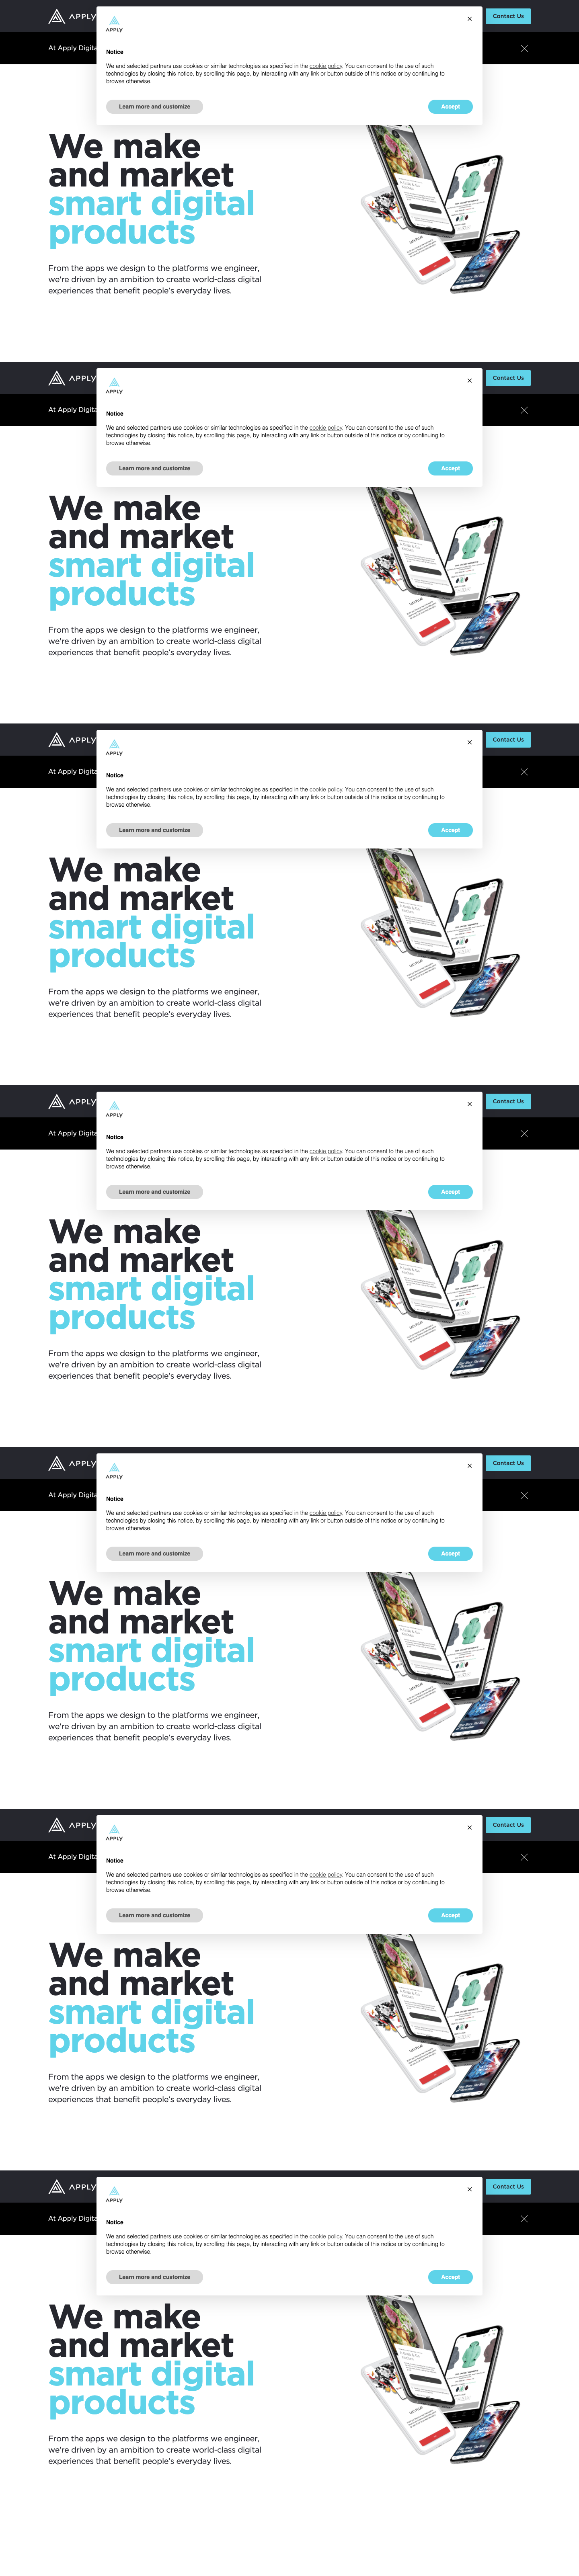 APPLY
APPLY
Contact Us
At Apply Digita
Notice
We and selected partners use cookies or similar technologies as specified in the cookie policy. You can consent to the use of such
technologies by closing this notice, by scrolling this page, by interacting with any link or button outside of this notice or by continuing to
browse otherwise.
Learn more and customize
Accept
We make
and market
smart digital
products
From the apps we design to the platforms we engineer,
we're driven by an ambition to create world-class digital
experiences that benefit people's everyday lives.
APPLY
APPLY
Contact Us
At Apply Digita
Notice
We and selected partners use cookies or similar technologies as specified in the cookie policy. You can consent to the use of such
technologies by closing this notice, by scrolling this page, by interacting with any link or button outside of this notice or by continuing to
browse otherwise.
Learn more and customize
Accept
We make
and market
smart digital
products
From the apps we design to the platforms we engineer,
we're driven by an ambition to create world-class digital
experiences that benefit people's everyday lives.
APPLY
APPLY
Contact Us
At Apply Digita
Notice
We and selected partners use cookies or similar technologies as specified in the cookie policy. You can consent to the use of such
technologies by closing this notice, by scrolling this page, by interacting with any link or button outside of this notice or by continuing to
browse otherwise.
Learn more and customize
Accept
We make
and market
smart digital
products
From the apps we design to the platforms we engineer,
we're driven by an ambition to create world-class digital
experiences that benefit people's everyday lives.
APPLY
APPLY
Contact Us
At Apply Digita
Notice
We and selected partners use cookies or similar technologies as specified in the cookie policy. You can consent to the use of such
technologies by closing this notice, by scrolling this page, by interacting with any link or button outside of this notice or by continuing to
browse otherwise.
Learn more and customize
Accept
We make
and market
smart digital
products
From the apps we design to the platforms we engineer,
we're driven by an ambition to create world-class digital
experiences that benefit people's everyday lives.
APPLY
APPLY
Contact Us
At Apply Digita
Notice
We and selected partners use cookies or similar technologies as specified in the cookie policy. You can consent to the use of such
technologies by closing this notice, by scrolling this page, by interacting with any link or button outside of this notice or by continuing to
browse otherwise.
Learn more and customize
Accept
We make
and market
smart digital
products
From the apps we design to the platforms we engineer,
we're driven by an ambition to create world-class digital
experiences that benefit people's everyday lives.
APPLY
APPLY
Contact Us
At Apply Digita
Notice
We and selected partners use cookies or similar technologies as specified in the cookie policy. You can consent to the use of such
technologies by closing this notice, by scrolling this page, by interacting with any link or button outside of this notice or by continuing to
browse otherwise.
Learn more and customize
Accept
We make
and market
smart digital
products
From the apps we design to the platforms we engineer,
we're driven by an ambition to create world-class digital
experiences that benefit people's everyday lives.
APPLY
APPLY
Contact Us
At Apply Digita
Notice
We and selected partners use cookies or similar technologies as specified in the cookie policy. You can consent to the use of such
technologies by closing this notice, by scrolling this page, by interacting with any link or button outside of this notice or by continuing to
browse otherwise.
Learn more and customize
Accept
We make
and market
smart digital
products
From the apps we design to the platforms we engineer,
we're driven by an ambition to create world-class digital
experiences that benefit people's everyday lives.